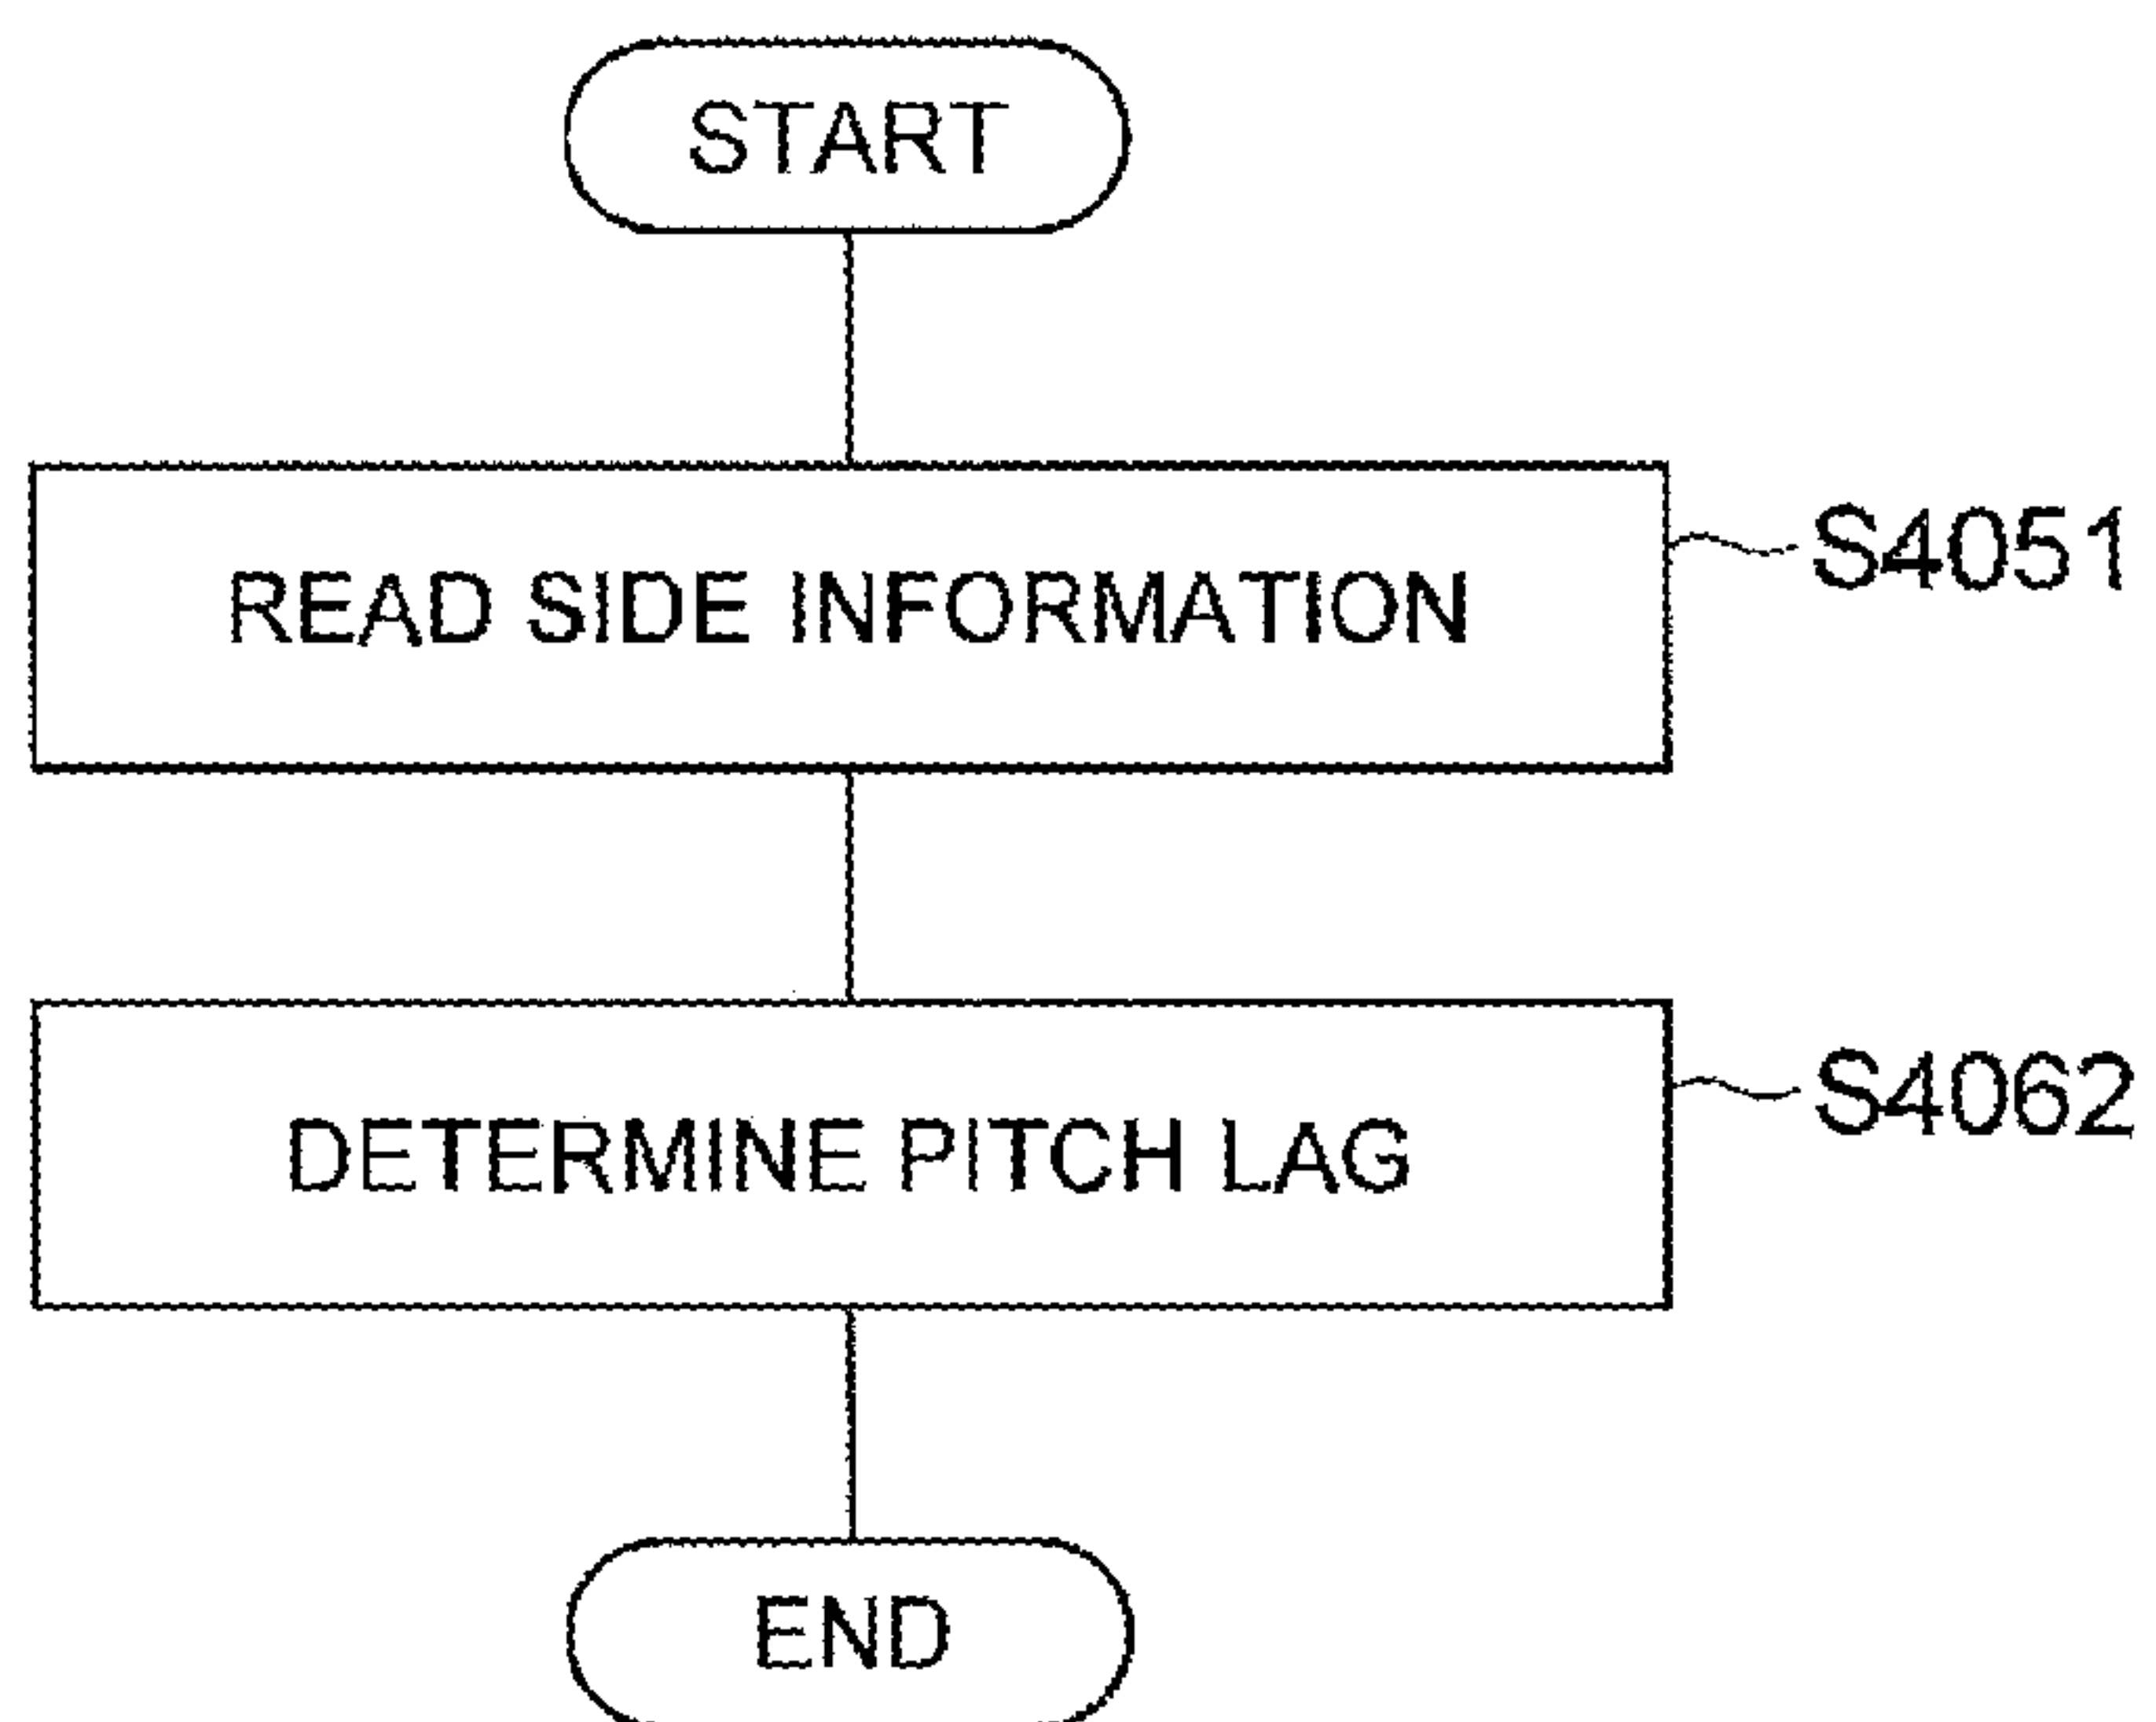 START
READ SIDE INFORMATION
S4051
DETERMINE PITCH LAG
S4062
END